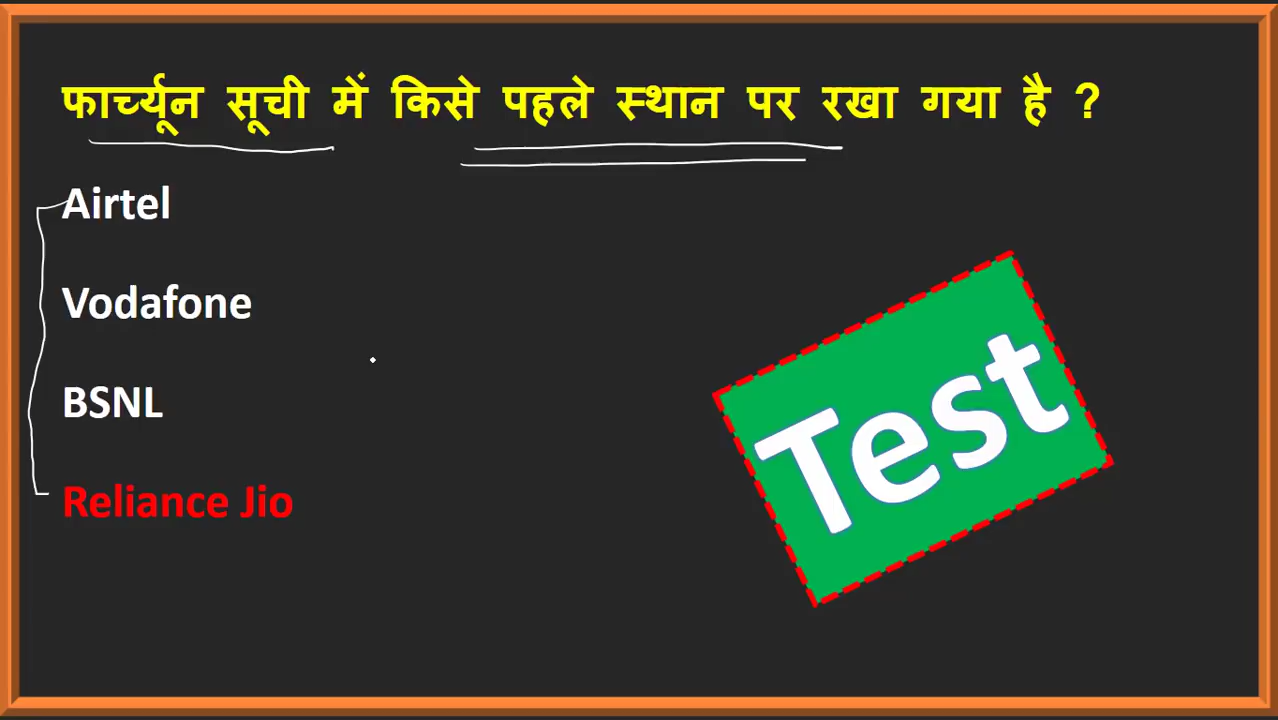 फार्च्यून सूची में किसे पहले स्थान पर रखा गया है ?
Airtel
Vodafone
BSNL
Reliance Jio
Test